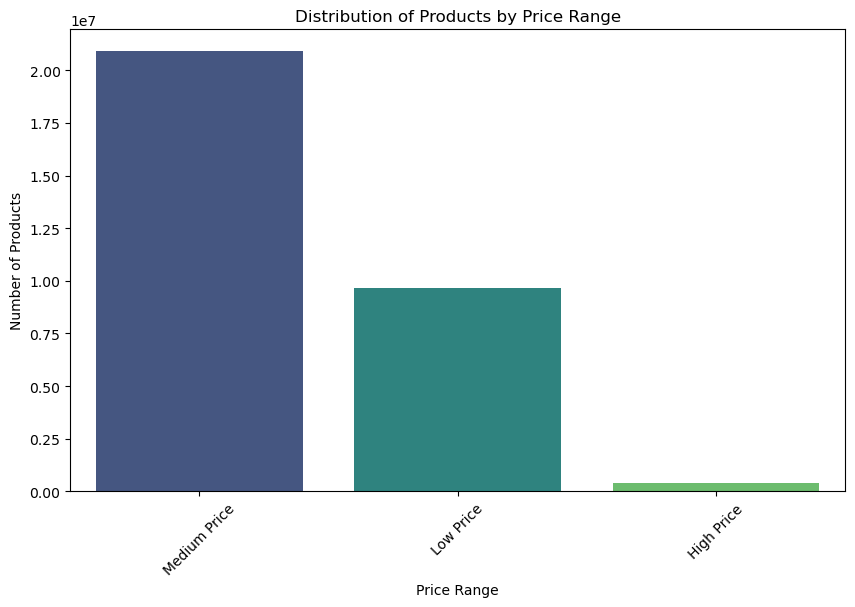 Distribution of Products by Price Range
1e7
2.00
1.75
1.50
1.25
1.00
0.75
0.50
0.25
0.00
Number of Products
Medium Price
Low Price
High Price
Price Range